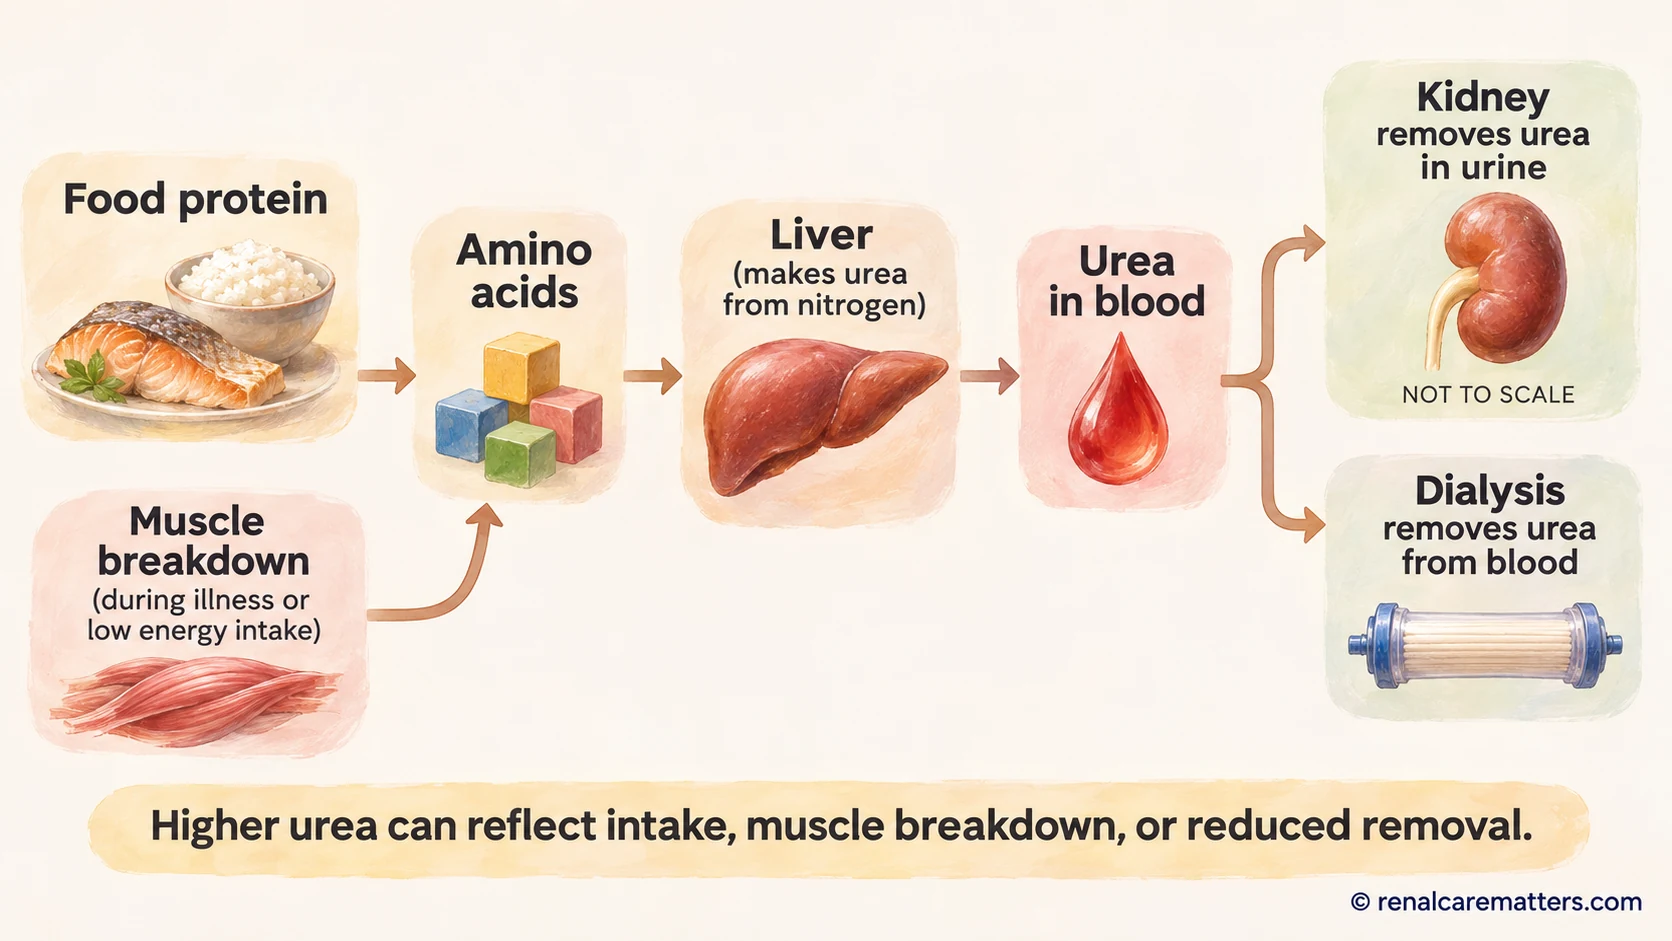 Food protein
Amino
acids
Liver
(makes urea
from nitrogen)
Urea
in blood
Kidney
removes urea
in urine
NOT TO SCALE
Muscle
breakdown
(during illness or
low energy intake)
Dialysis
removes urea
from blood
Higher urea can reflect intake, muscle breakdown, or reduced removal.
© renalcarematters.com